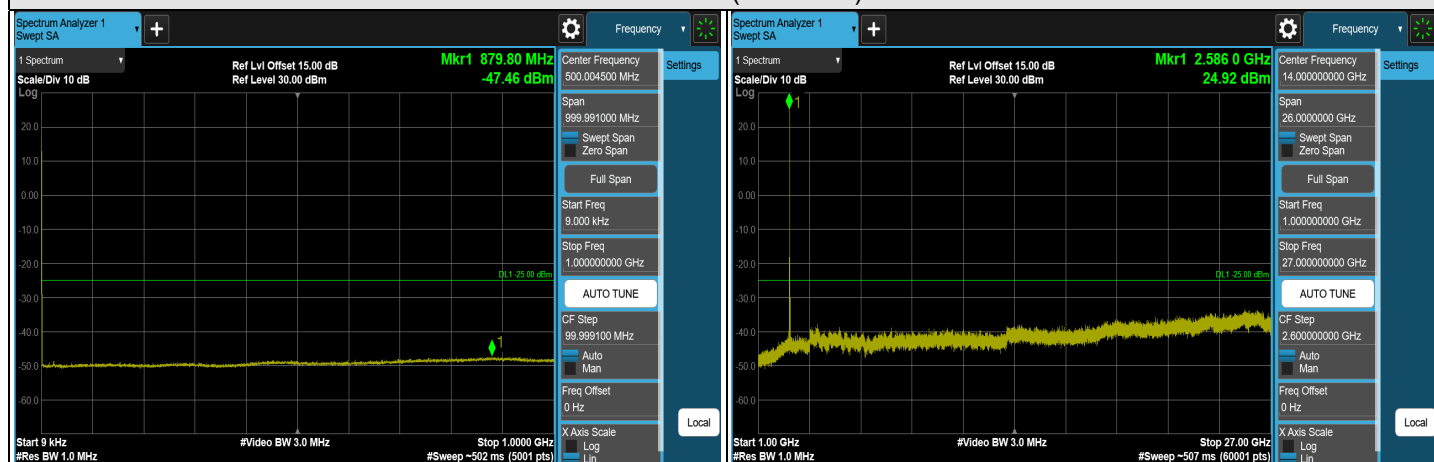 Spectrum Analyzer 1
Swept SA
Frequency
1 Spectrum
Scale/Div 10 dB
Ref Lvl Offset 15.00 dB
Ref Level 30.00 dBm
Mkr1 879.80 MHz
-47.46 dBm
Log
20.0
10.0
0.00
-10.0
-20.0
-30.0
-40.0
-50.0
-60.0
DL1 -25.00 dBm
1
Start 9 kHz
#Res BW 1.0 MHz
#Video BW 3.0 MHz
Stop 1.0000 GHz
#Sweep ~502 ms (5001 pts)
Center Frequency
500.004500 MHz
Settings
Span
999.991000 MHz
Swept Span
Zero Span
Full Span
Start Freq
9.000 kHz
Stop Freq
1.000000000 GHz
AUTO TUNE
CF Step
99.999100 MHz
Auto
Man
Freq Offset
0 Hz
X Axis Scale
Log
Lin
Local
Spectrum Analyzer 1
Swept SA
Frequency
1 Spectrum
Scale/Div 10 dB
Ref Lvl Offset 15.00 dB
Ref Level 30.00 dBm
Mkr1 2.586 0 GHz
24.92 dBm
Log
1
20.0
10.0
0.00
-10.0
-20.0
-30.0
-40.0
-50.0
-60.0
DL1 -25.00 dBm
Start 1.00 GHz
#Res BW 1.0 MHz
#Video BW 3.0 MHz
Stop 27.00 GHz
#Sweep ~507 ms (60001 pts)
Center Frequency
14.000000000 GHz
Settings
Span
26.0000000 GHz
Swept Span
Zero Span
Full Span
Start Freq
1.000000000 GHz
Stop Freq
27.000000000 GHz
AUTO TUNE
CF Step
2.600000000 GHz
Auto
Man
Freq Offset
0 Hz
X Axis Scale
Log
Lin
Local